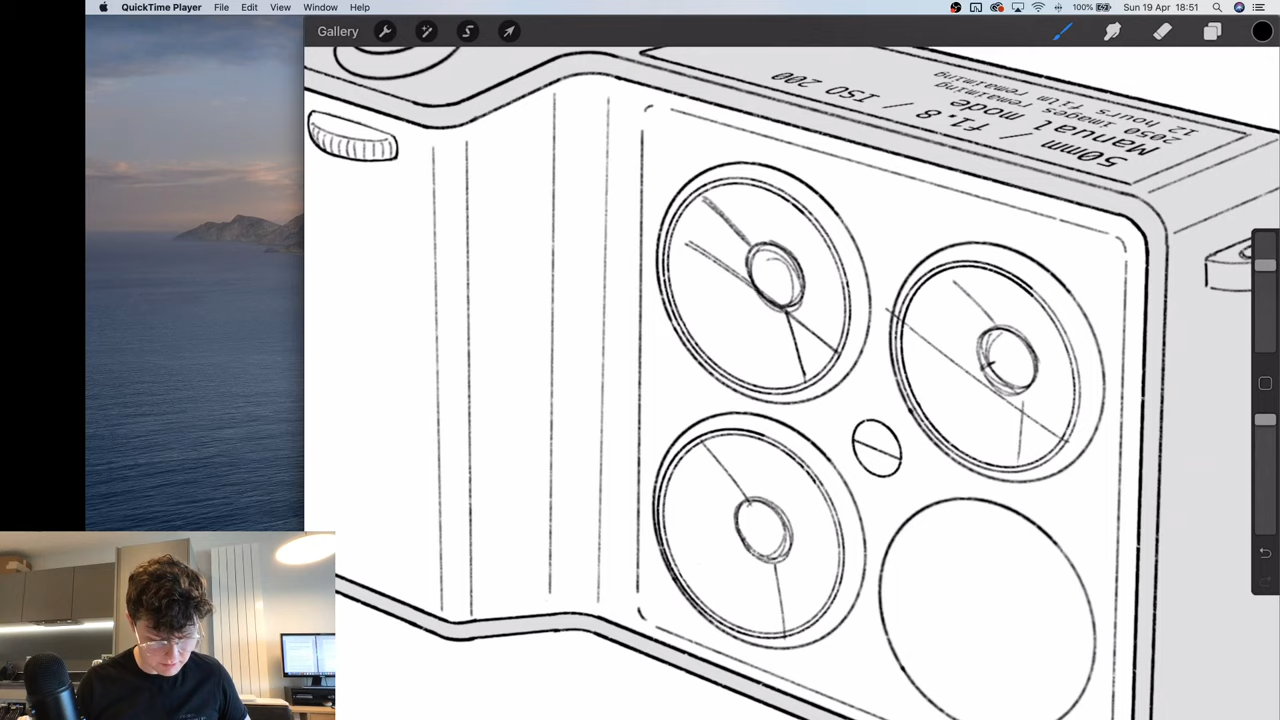 QuickTime Player File Edit View Window Help
100% Sun 19 Apr 18:51
Gallery
50mm / f1.8 / ISO 200
Manual mode
2050 images remaining
12 hours film remaining